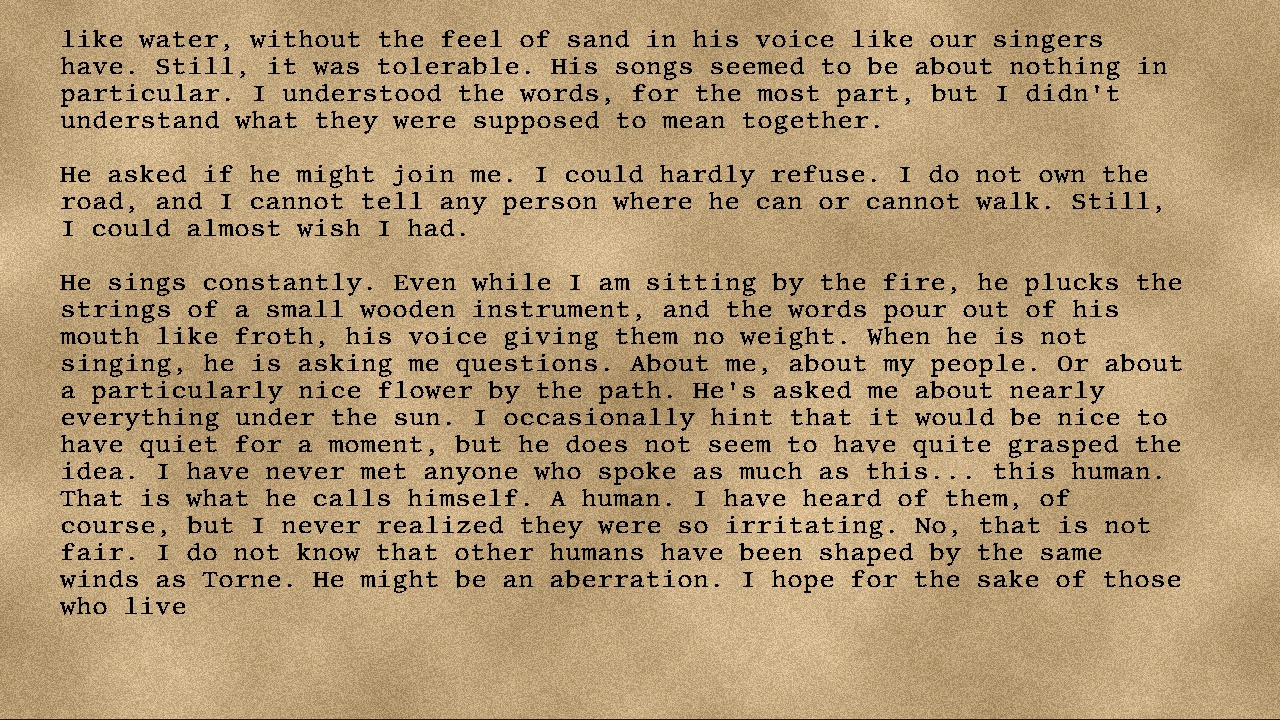 like water, without the feel of sand in his voice like our singers
have. Still, it was tolerable. His songs seemed to be about nothing in
particular. I understood the words, for the most part, but I didn't
understand what they were supposed to mean together.

He asked if he might join me. I could hardly refuse. I do not own the
road, and I cannot tell any person where he can or cannot walk. Still,
I could almost wish I had.

He sings constantly. Even while I am sitting by the fire, he plucks the
strings of a small wooden instrument, and the words pour out of his
mouth like froth, his voice giving them no weight. When he is not
singing, he is asking me questions. About me, about my people. Or about
a particularly nice flower by the path. He's asked me about nearly
everything under the sun. I occasionally hint that it would be nice to
have quiet for a moment, but he does not seem to have quite grasped the
idea. I have never met anyone who spoke as much as this... this human.
That is what he calls himself. A human. I have heard of them, of
course, but I never realized they were so irritating. No, that is not
fair. I do not know that other humans have been shaped by the same
winds as Torne. He might be an aberration. I hope for the sake of those
who live